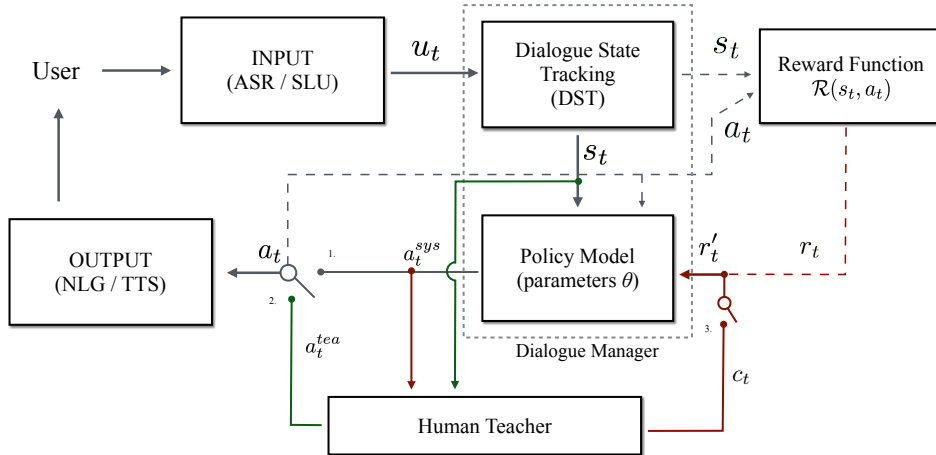 User
INPUT
(ASR / SLU)
u_t
Dialogue State
Tracking
(DST)
s_t
Reward Function
ℛ(s_t, a_t)
a_t
s_t
OUTPUT
(NLG / TTS)
a_t
1.
2.
a_t^{sys}
Policy Model
(parameters θ)
r'_t
r_t
3.
a_t^{tea}
Dialogue Manager
c_t
Human Teacher